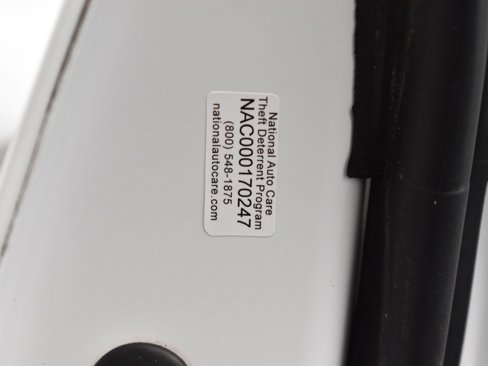 National Auto Care
Theft Deterrent Program
NAC000170247
(800) 548-1875
nationalautocare.com